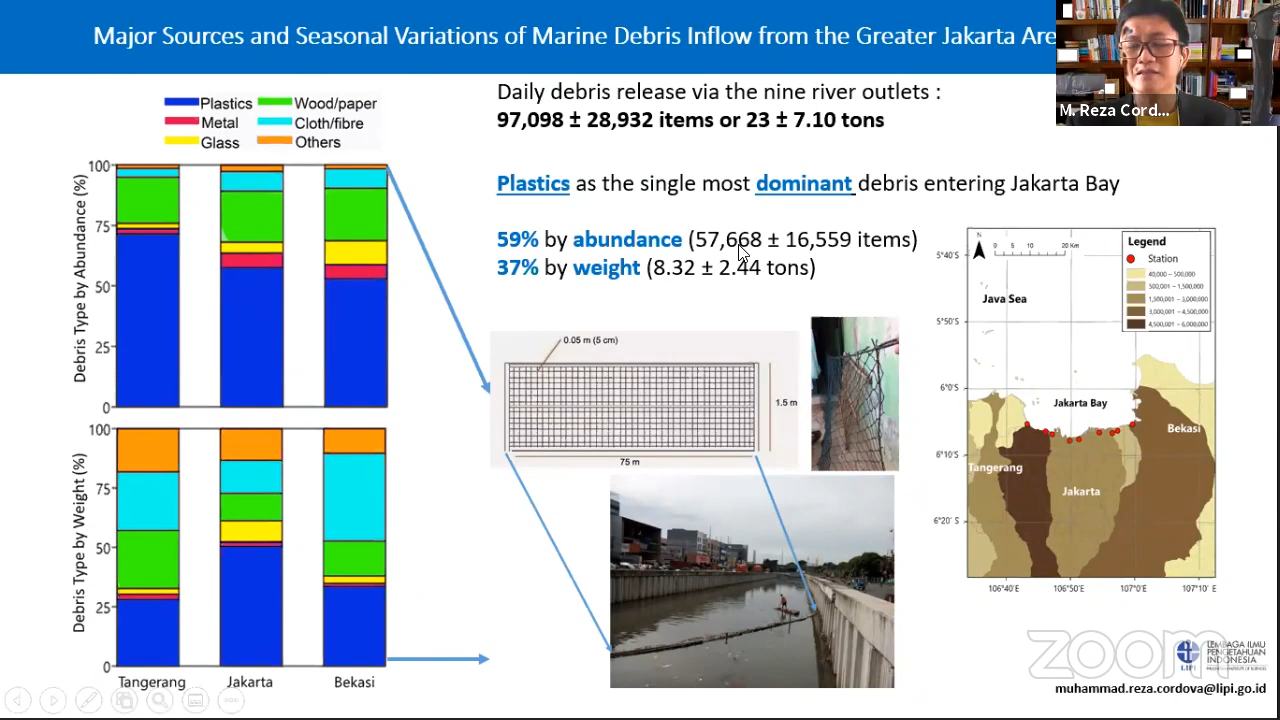 Major Sources and Seasonal Variations of Marine Debris Inflow from the Greater Jakarta Are
M. Reza Cord...
Plastics
Wood/paper
Metal
Cloth/fibre
Glass
Others
Debris Type by Abundance (%)
100
75
50
25
0
Debris Type by Weight (%)
100
75
50
25
0
Tangerang
Jakarta
Bekasi
Daily debris release via the nine river outlets :
97,098 ± 28,932 items or 23 ± 7.10 tons
Plastics as the single most dominant debris entering Jakarta Bay
59% by abundance (57,668 ± 16,559 items)
37% by weight (8.32 ± 2.44 tons)
0.05 m (5 cm)
1.5 m
75 m
N
0 5 10 20 Km
Legend
Station
40,000 – 500,000
500,001 – 1,500,000
1,500,001 – 3,000,000
3,000,001 – 4,500,000
4,500,001 – 6,000,000
5°40'S
5°50'S
6°0'S
6°10'S
6°20'S
Java Sea
Jakarta Bay
Bekasi
Tangerang
Jakarta
106°40'E
106°50'E
107°0'E
107°10'E
zoom
LIPI
LEMBAGA ILMU
PENGETAHUAN
INDONESIA
muhammad.reza.cordova@lipi.go.id